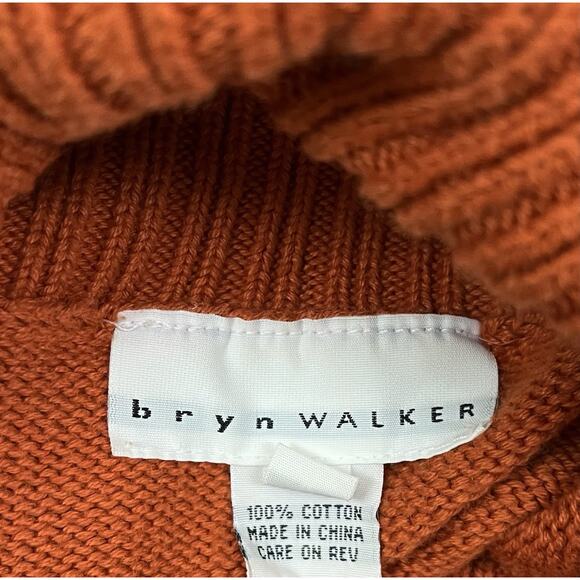 bryn WALKER
100% COTTON
MADE IN CHINA
CARE ON REV